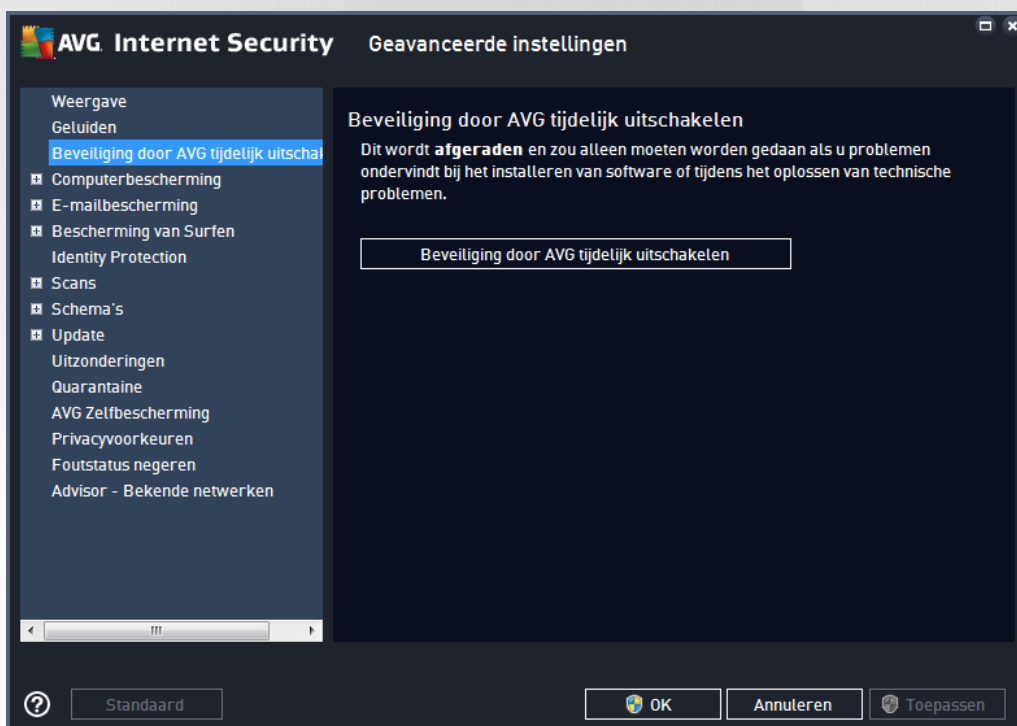 AVG. Internet Security Geavanceerde instellingen
Weergave
Geluiden
Beveiliging door AVG tijdelijk uitschal
Computerbescherming
E-mailbescherming
Bescherming van Surfen
Identity Protection
Scans
Schema's
Update
Uitzonderingen
Quarantaine
AVG Zelfbescherming
Privacyvoorkeuren
Foutstatus negeren
Advisor - Bekende netwerken
Beveiliging door AVG tijdelijk uitschakelen
Dit wordt afgeraden en zou alleen moeten worden gedaan als u problemen
ondervindt bij het installeren van software of tijdens het oplossen van technische
problemen.
Beveiliging door AVG tijdelijk uitschakelen
Standaard
OK
Annuleren
Toepassen